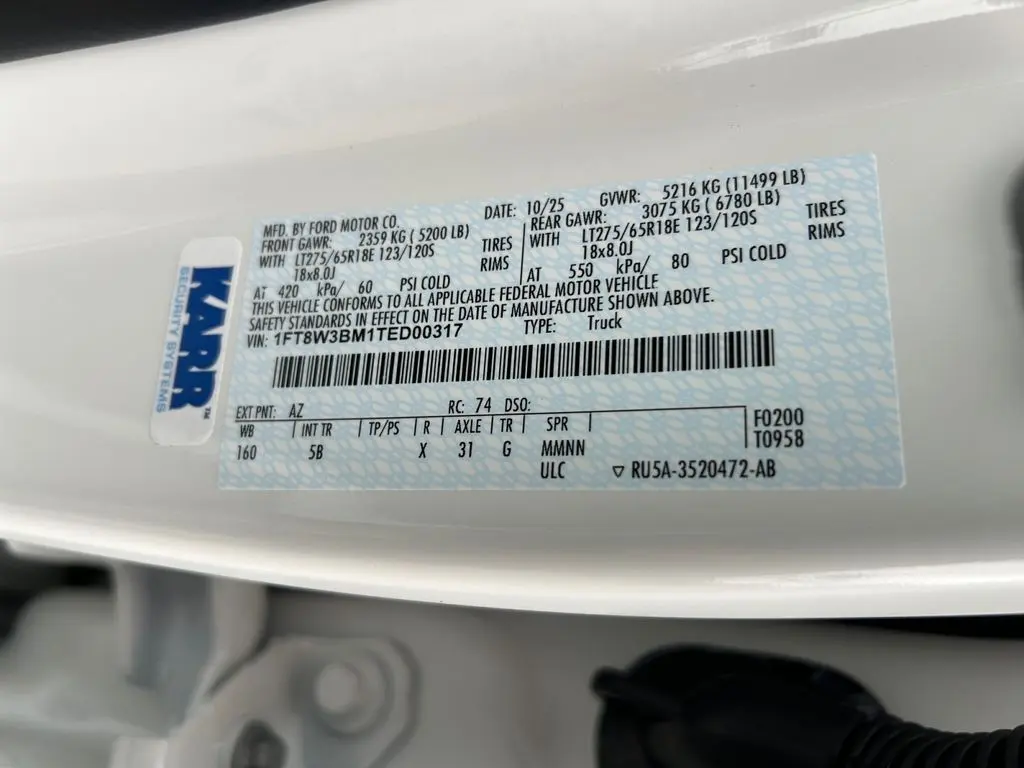 KARR™
SECURITY SYSTEMS
MFD. BY FORD MOTOR CO. DATE: 10/25 GVWR: 5216 KG (11499 LB)
FRONT GAWR: 2359 KG ( 5200 LB) REAR GAWR: 3075 KG ( 6780 LB)
WITH LT275/65R18E 123/120S TIRES WITH LT275/65R18E 123/120S TIRES
18x8.0J RIMS 18x8.0J RIMS
AT 420 kPa/ 60 PSI COLD AT 550 kPa/ 80 PSI COLD
THIS VEHICLE CONFORMS TO ALL APPLICABLE FEDERAL MOTOR VEHICLE
SAFETY STANDARDS IN EFFECT ON THE DATE OF MANUFACTURE SHOWN ABOVE.
VIN: 1FT8W3BM1TED00317 TYPE: Truck
EXT PNT: AZ RC: 74 DSO:
WB INT TR TP/PS R AXLE TR SPR F0200
160 5B X 31 G MMNN T0958
ULC ▽ RU5A-3520472-AB